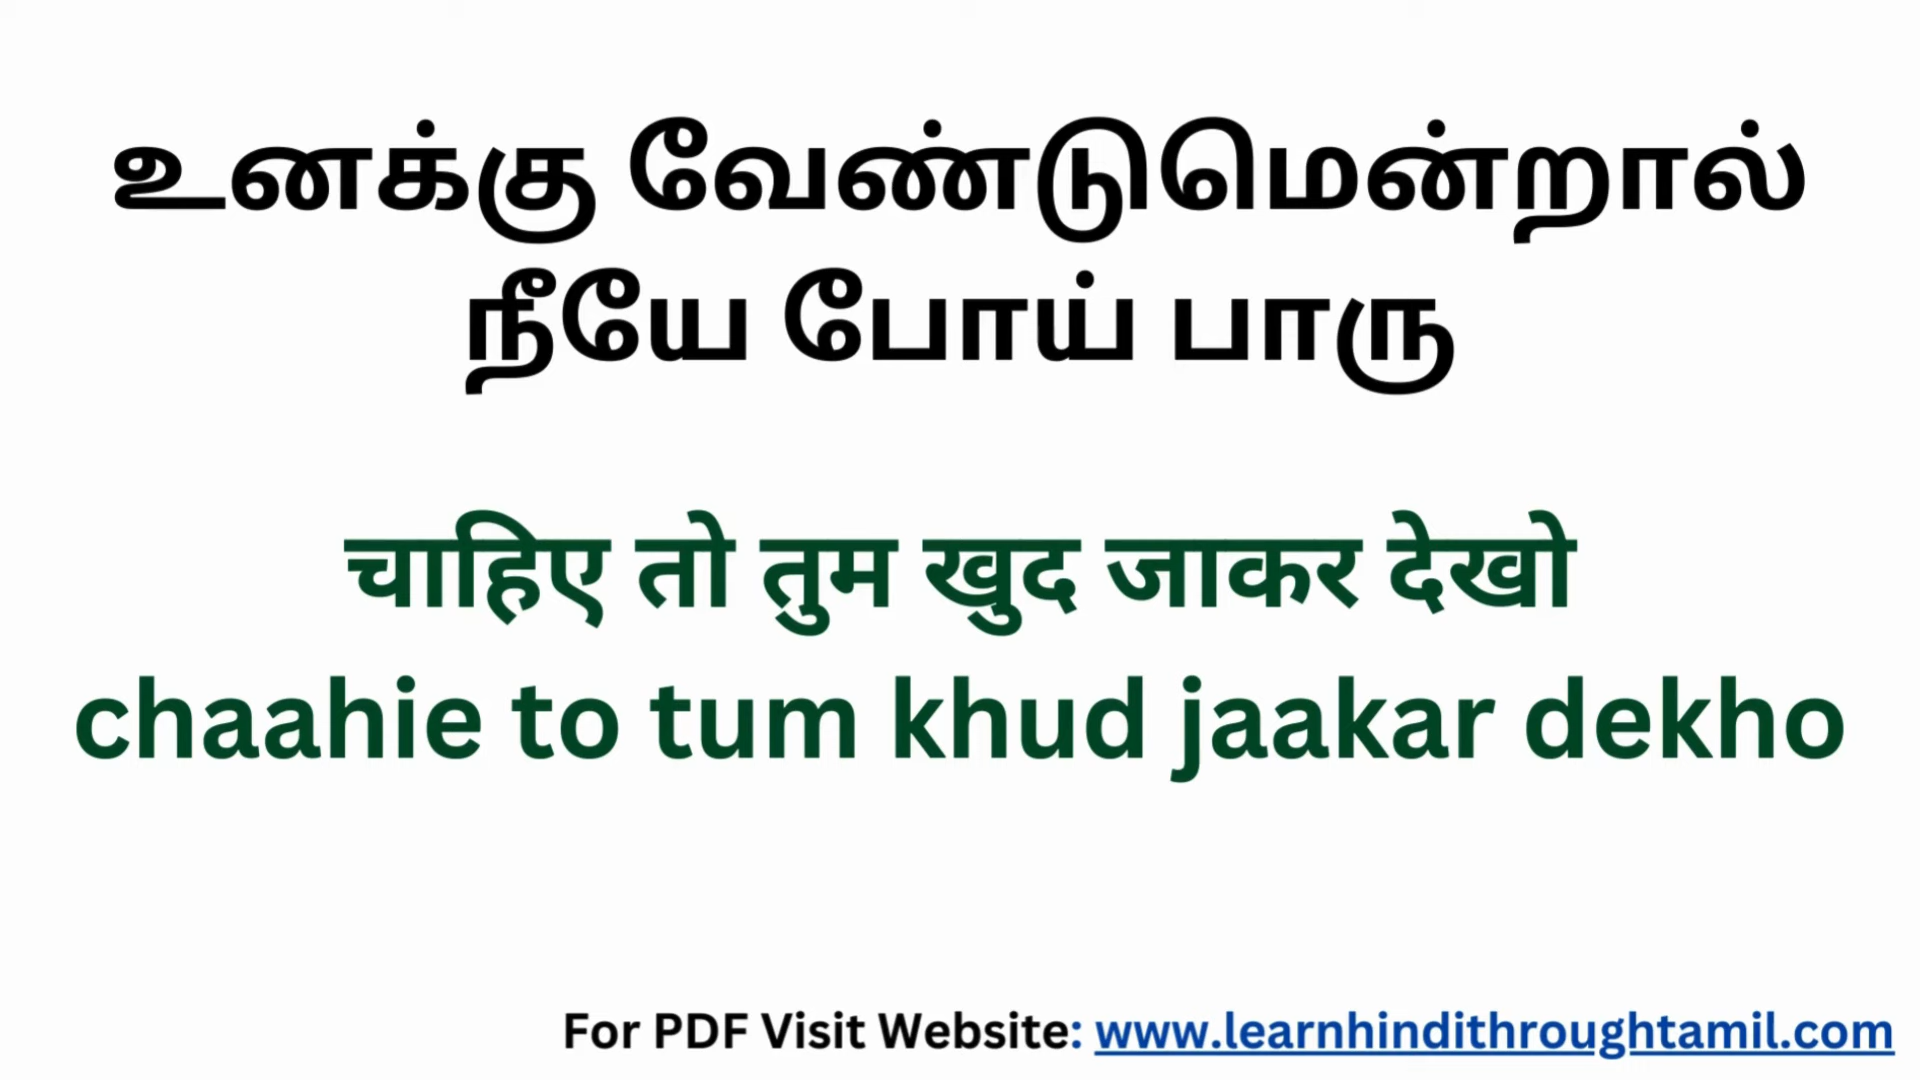 உனக்கு வேண்டுமென்றால்
நீயே போய் பாரு
चाहिए तो तुम खुद जाकर देखो
chaahie to tum khud jaakar dekho
For PDF Visit Website: www.learnhindithroughtamil.com